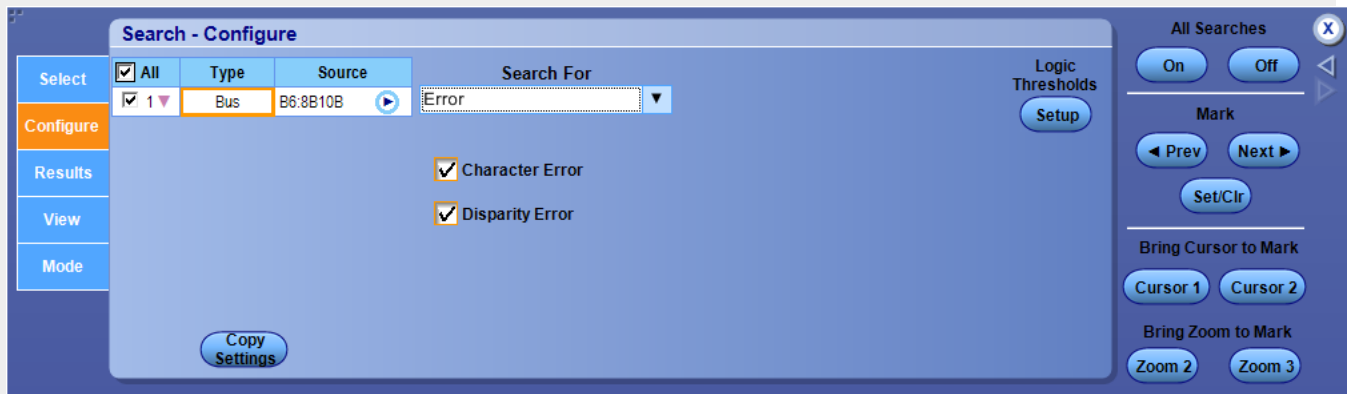 Search - Configure
Select
Configure
Results
View
Mode
All Type Source
1 Bus B6:8B10B
Search For
Error
Character Error
Disparity Error
Logic
Thresholds
Setup
Copy
Settings
All Searches
X
On Off
Mark
Prev Next
Set/Clr
Bring Cursor to Mark
Cursor 1 Cursor 2
Bring Zoom to Mark
Zoom 2 Zoom 3